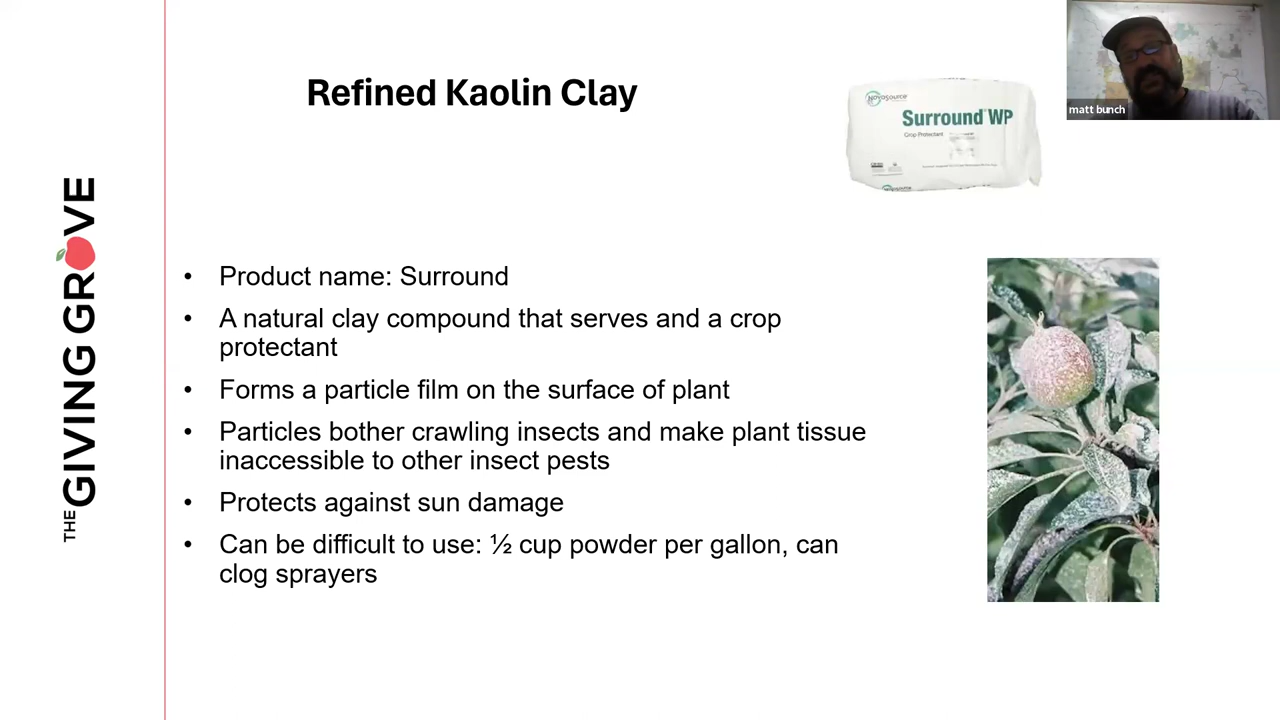 Refined Kaolin Clay
NovaSource
Surround WP
Crop Protectant
matt bunch
THE GIVING GROVE
• Product name: Surround
• A natural clay compound that serves and a crop
protectant
• Forms a particle film on the surface of plant
• Particles bother crawling insects and make plant tissue
inaccessible to other insect pests
• Protects against sun damage
• Can be difficult to use: ½ cup powder per gallon, can
clog sprayers